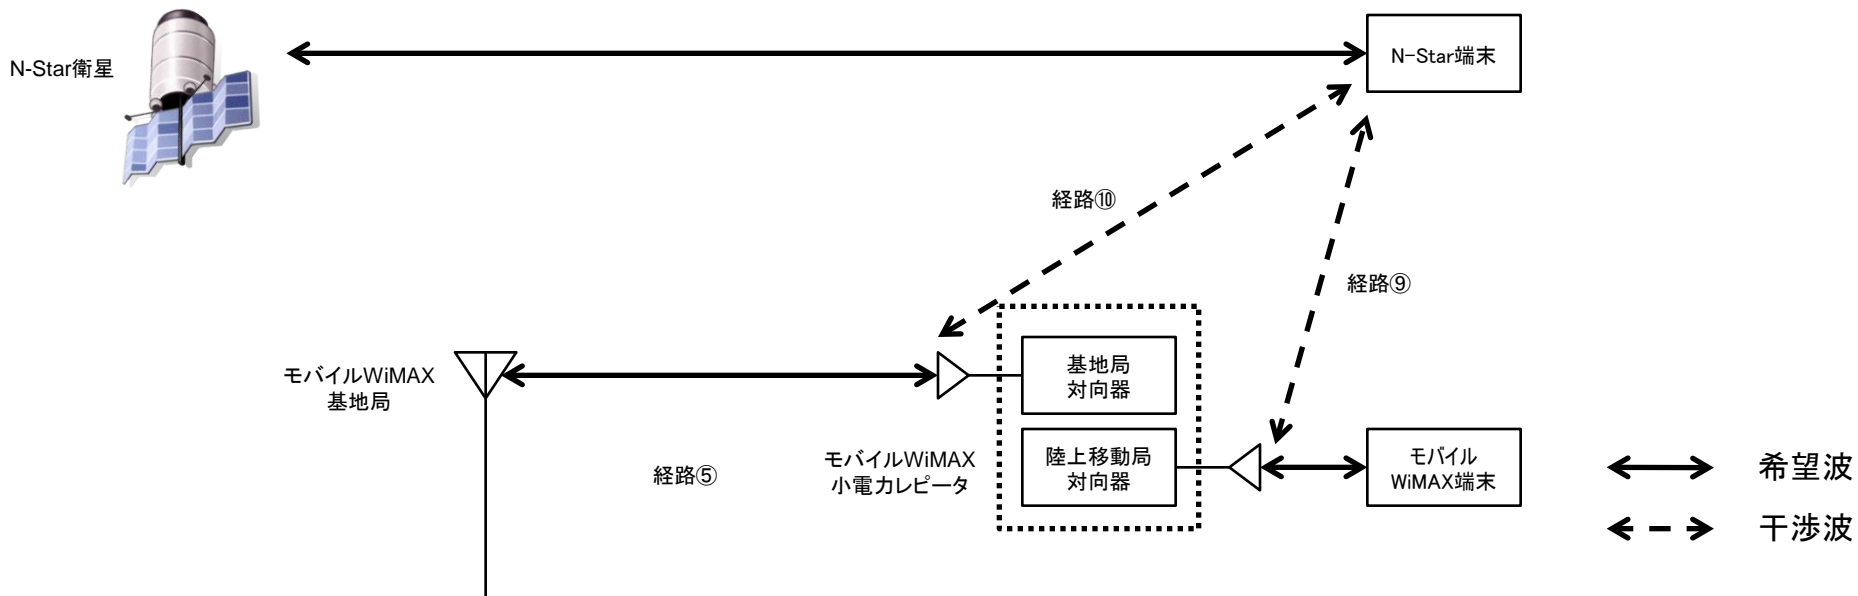 N-Star衛星
N-Star端末
経路⑩
経路⑨
モバイルWiMAX
基地局
基地局
対向器
経路⑤
モバイルWiMAX
小電力レピータ
陸上移動局
対向器
モバイル
WiMAX端末
希望波
干渉波